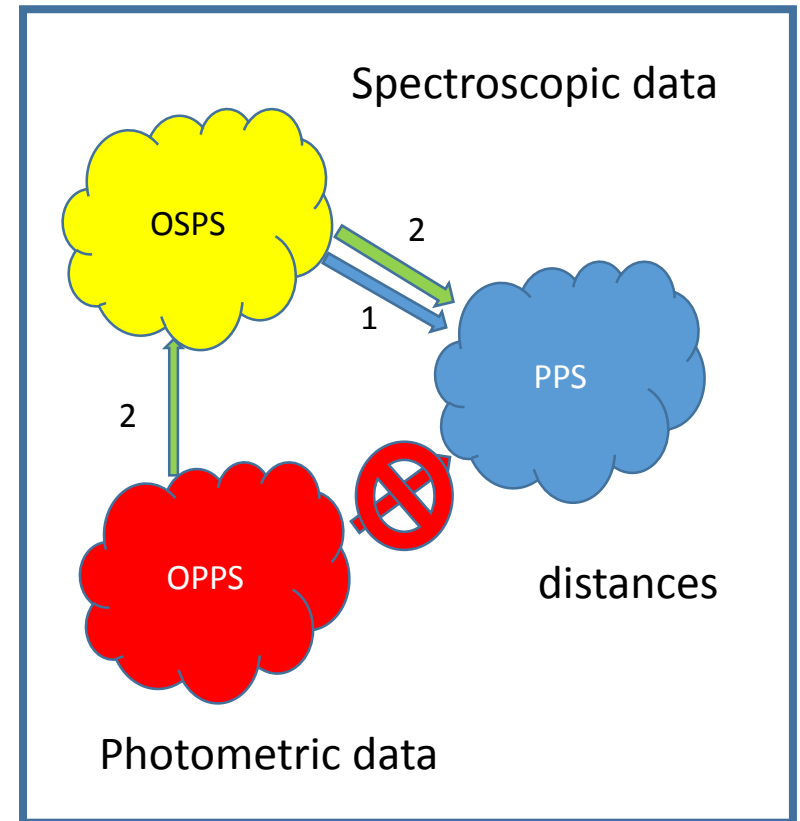 Spectroscopic data
OSPS
2
1
PPS
2
OPPS
distances
Photometric data